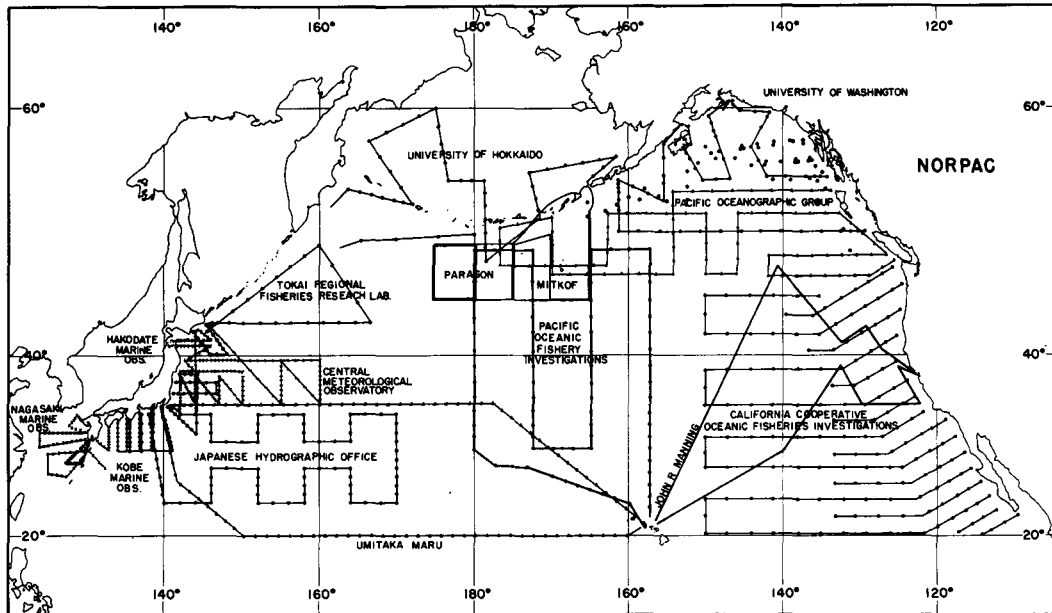 140° 160° 180° 160° 140° 120°
60° 60°
UNIVERSITY OF WASHINGTON
UNIVERSITY OF HOKKAIDO
NORPAC
PACIFIC OCEANOGRAPHIC GROUP
PARAGON
MITKOF
TOKAI REGIONAL
FISHERIES RESEACH LAB.
HAKODATE
MARINE
OBS.
PACIFIC
OCEANIC
FISHERY
INVESTIGATIONS
40° 40°
CENTRAL
METEOROLOGICAL
OBSERVATORY
NAGASAKI
MARINE
OBS.
CALIFORNIA COOPERATIVE
OCEANIC FISHERIES INVESTIGATIONS
JAPANESE HYDROGRAPHIC OFFICE
KOBE
MARINE
OBS.
JOHN R MANNING
20° 20°
UMITAKA MARU
140° 160° 180° 160° 140° 120°